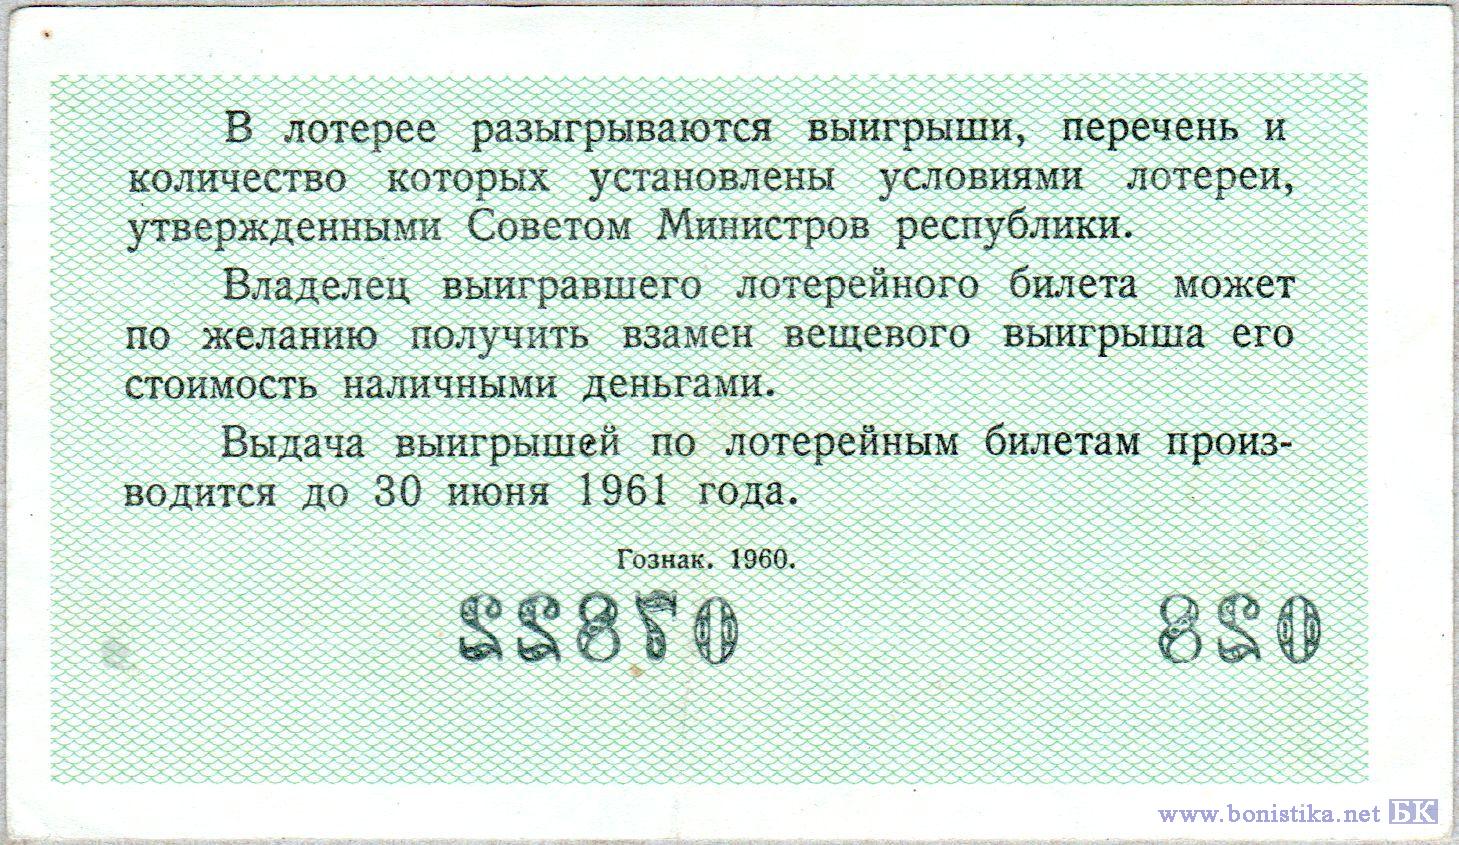 В лотерее разыгрываются выигрыши, перечень и
количество которых установлены условиями лотереи,
утвержденными Советом Министров республики.
Владелец выигравшего лотерейного билета может
по желанию получить взамен вещевого выигрыша его
стоимость наличными деньгами.
Выдача выигрышей по лотерейным билетам произ-
водится до 30 июня 1961 года.
Гознак. 1960.
07822 028
www.bonistika.net БК